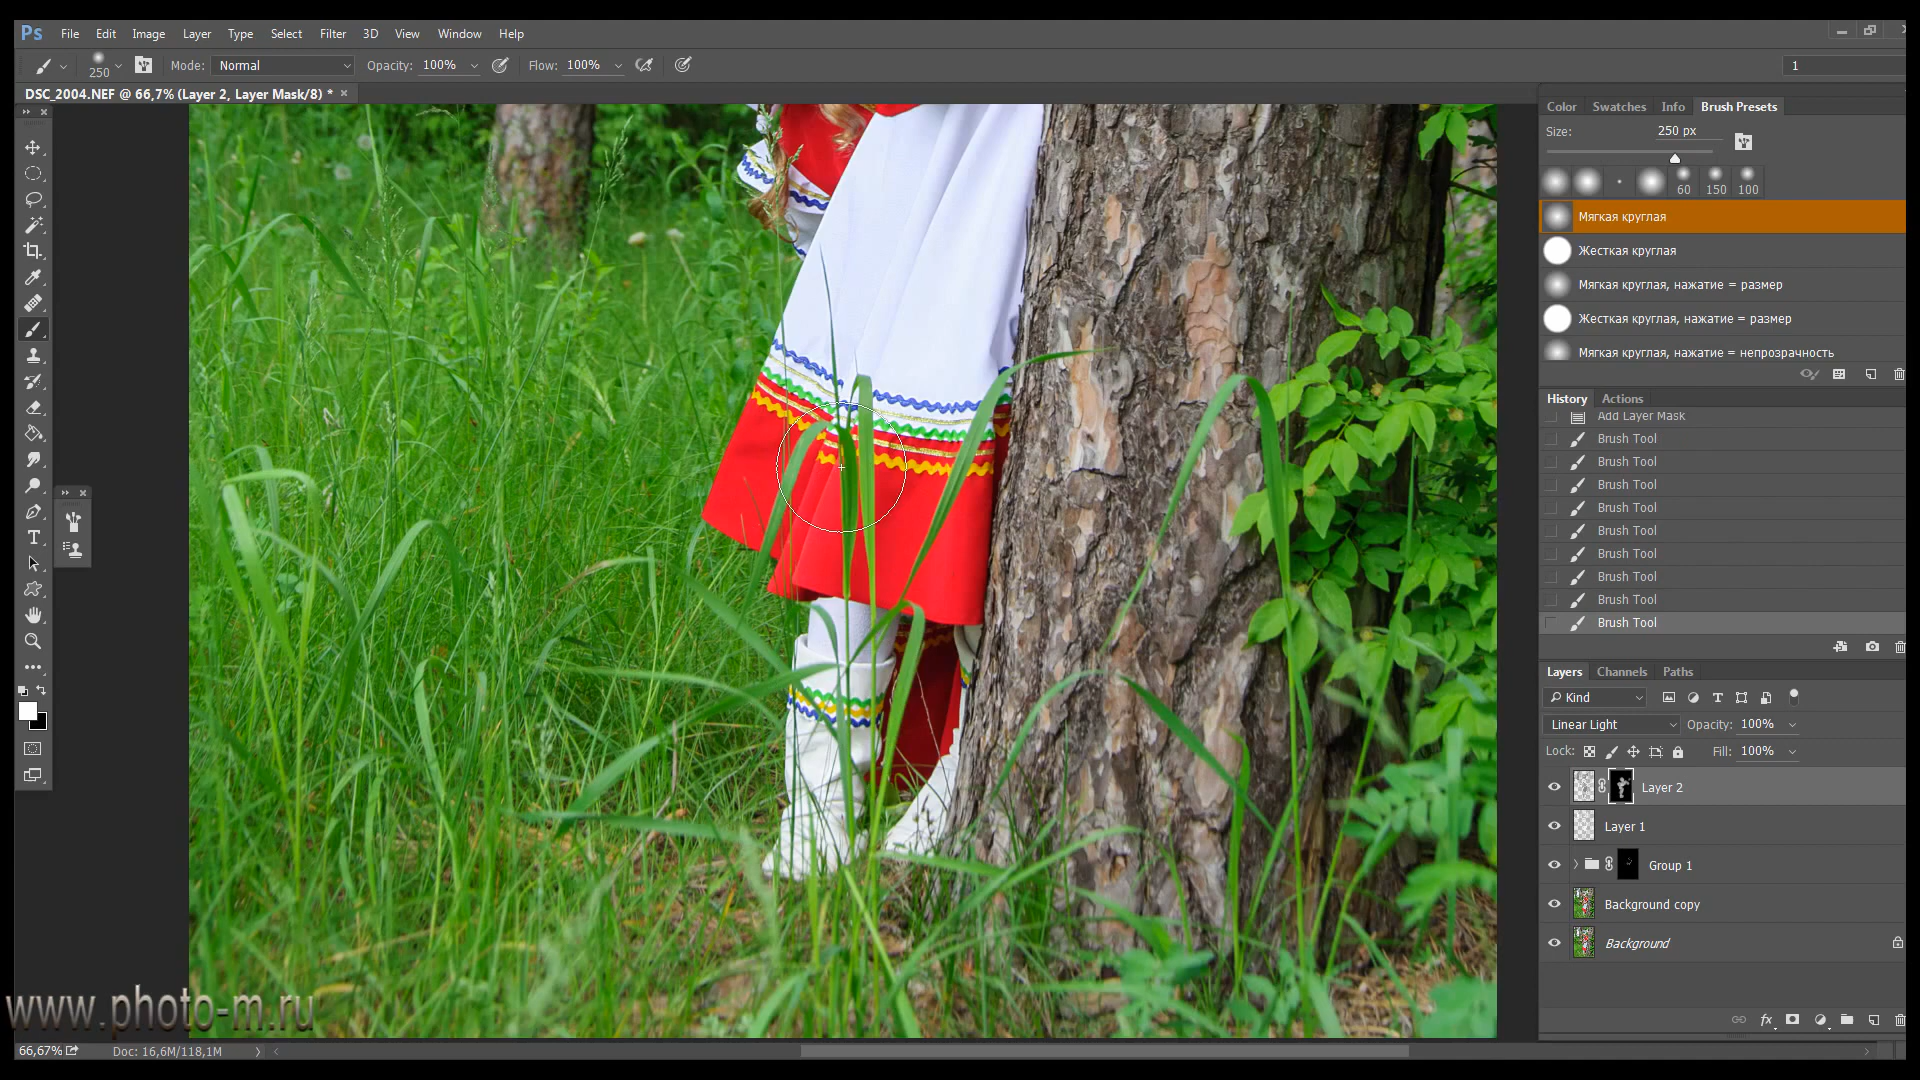 Ps File Edit Image Layer Type Select Filter 3D View Window Help
250 Mode: Normal Opacity: 100% Flow: 100% 1
DSC_2004.NEF @ 66,7% (Layer 2, Layer Mask/8) * ×
Color Swatches Info Brush Presets
Size: 250 px
60 150 100
Мягкая круглая
Жесткая круглая
Мягкая круглая, нажатие = размер
Жесткая круглая, нажатие = размер
Мягкая круглая, нажатие = непрозрачность
History Actions
Add Layer Mask
Brush Tool
Brush Tool
Brush Tool
Brush Tool
Brush Tool
Brush Tool
Brush Tool
Brush Tool
Brush Tool
Layers Channels Paths
Kind
Linear Light Opacity: 100%
Lock: Fill: 100%
Layer 2
Layer 1
Group 1
Background copy
Background
fx
www.photo-m.ru
66,67% Doc: 16,6M/118,1M